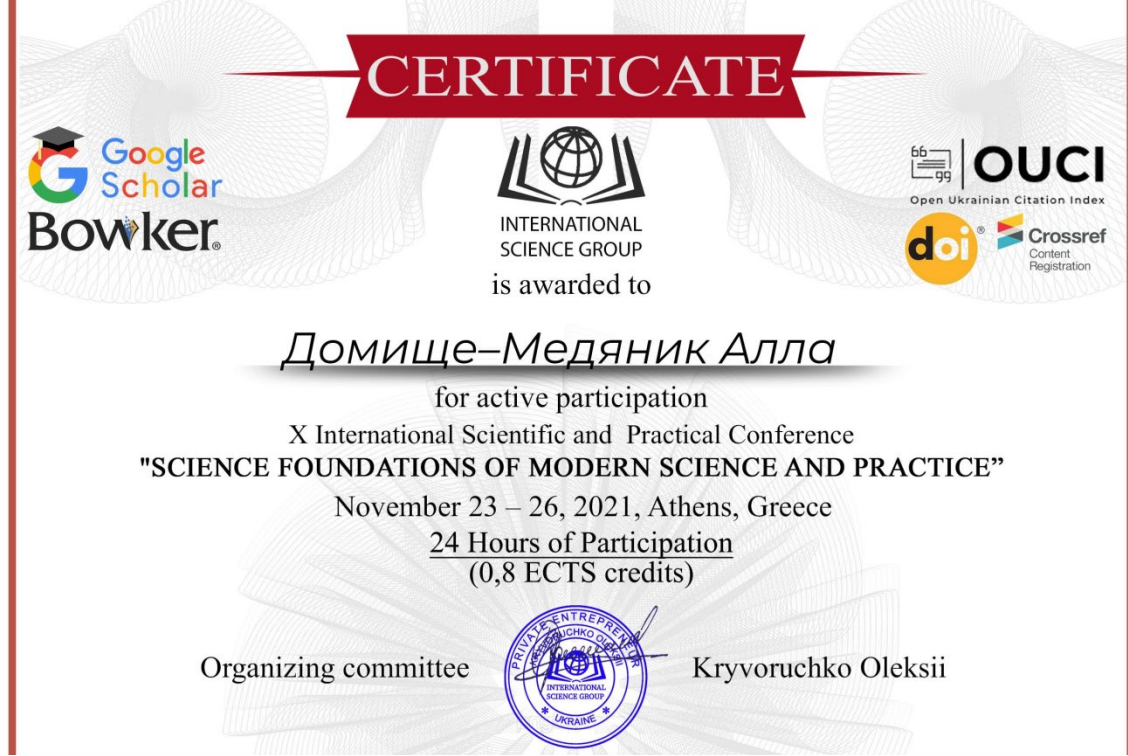 CERTIFICATE
Google
Scholar
Bowker
INTERNATIONAL
SCIENCE GROUP
OUCI
Open Ukrainian Citation Index
doi
Crossref
Content
Registration
is awarded to
Домище–Медяник Алла
for active participation
X International Scientific and Practical Conference
"SCIENCE FOUNDATIONS OF MODERN SCIENCE AND PRACTICE”
November 23 – 26, 2021, Athens, Greece
24 Hours of Participation
(0,8 ECTS credits)
Organizing committee
PRIVATE ENTREPRENEUR
KRYVORUCHKO OLEKSII
INTERNATIONAL
SCIENCE GROUP
UKRAINE
Kryvoruchko Oleksii